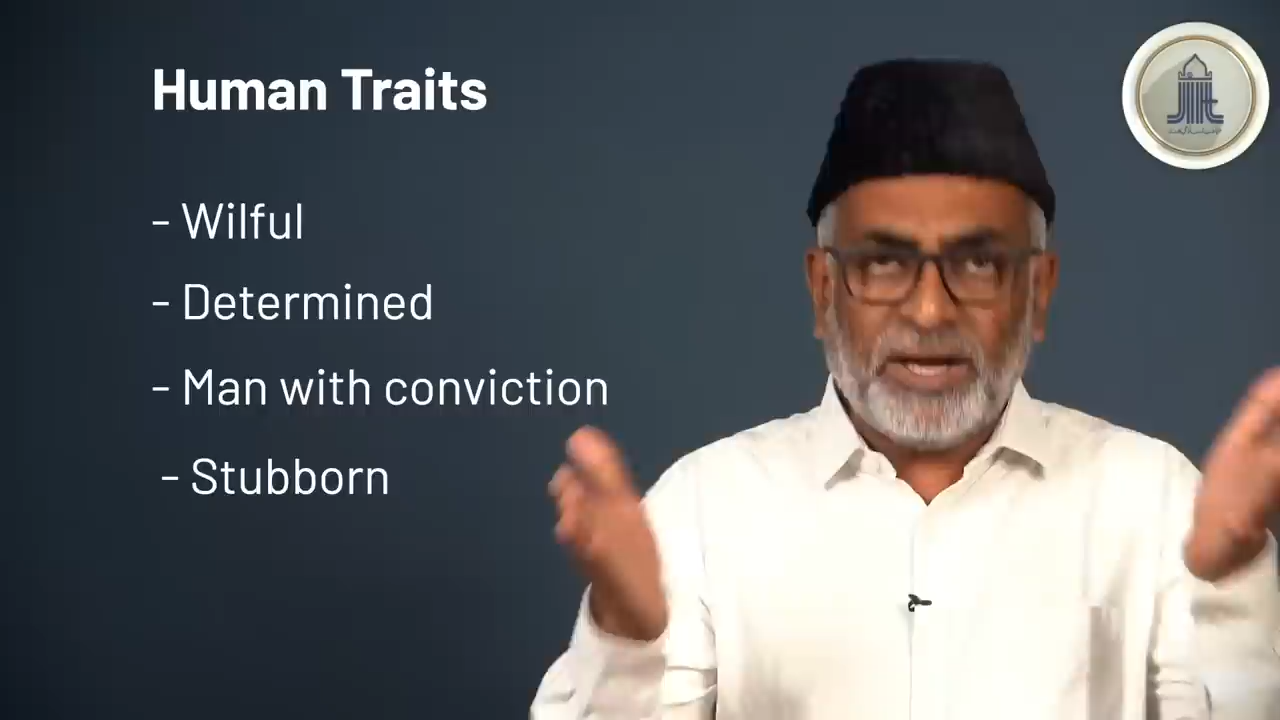 Human Traits
- Wilful
- Determined
- Man with conviction
- Stubborn